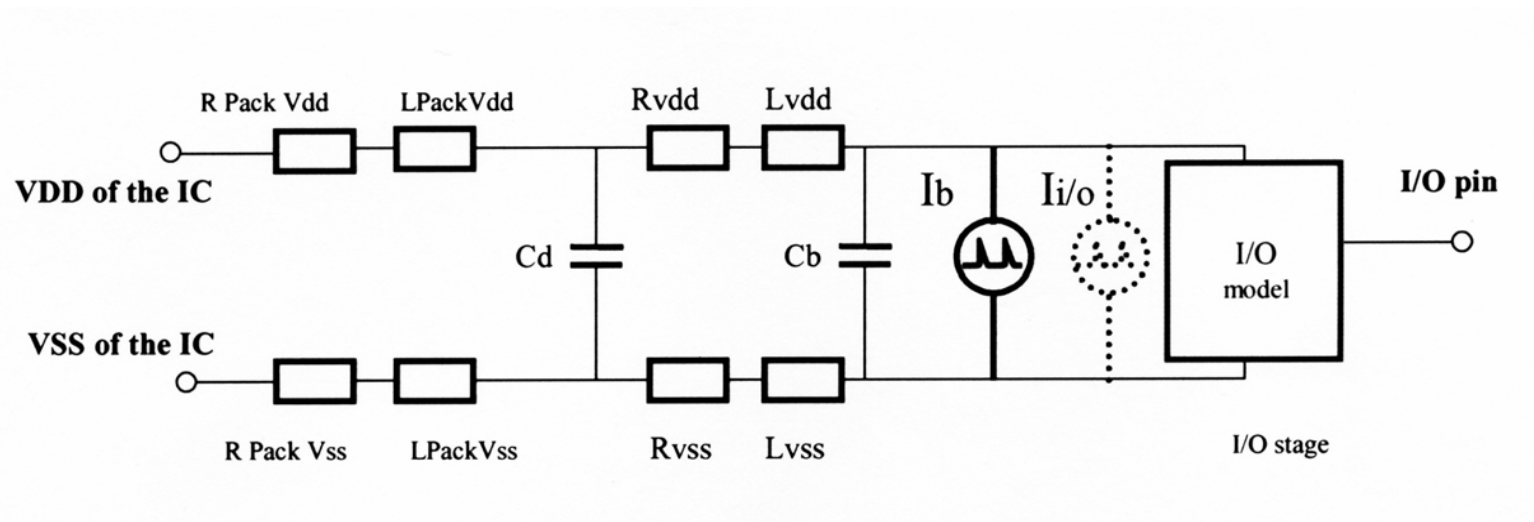 R Pack Vdd
LPackVdd
Rvdd
Lvdd
VDD of the IC
Ib
Ii/o
I/O pin
Cd
Cb
I/O
model
VSS of the IC
R Pack Vss
LPackVss
Rvss
Lvss
I/O stage